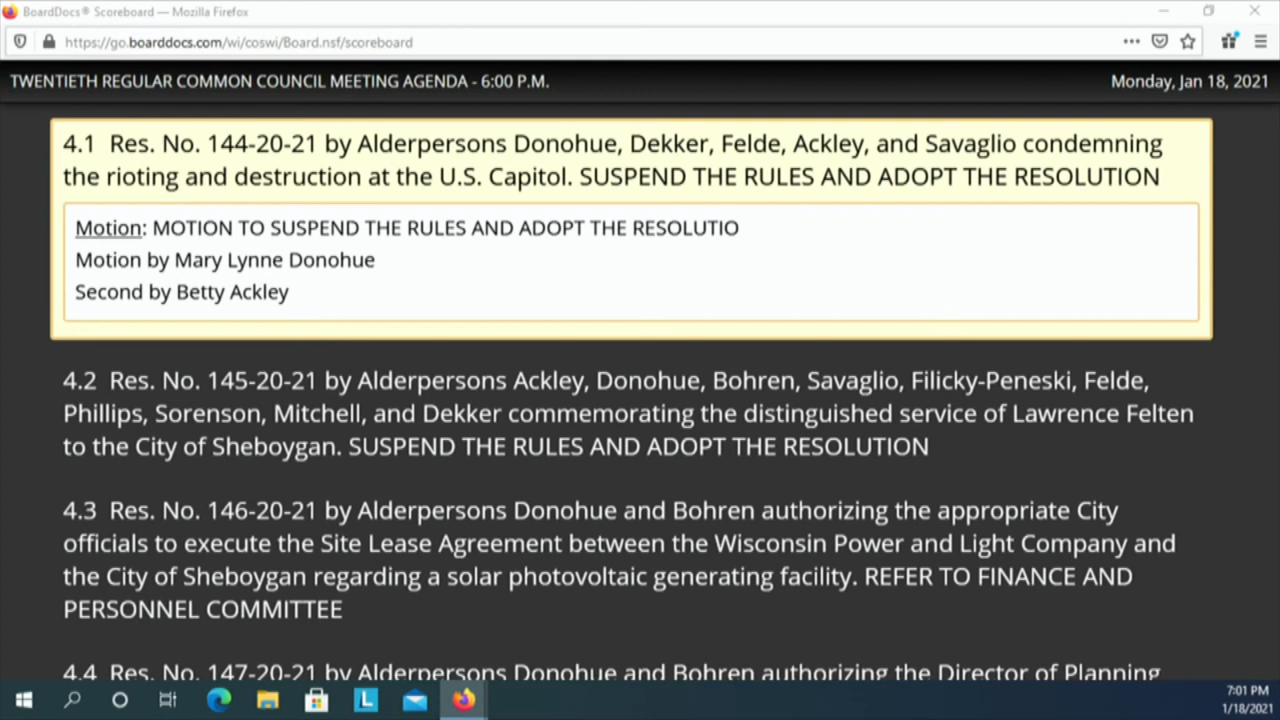 BoardDocs® Scoreboard — Mozilla Firefox
https://go.boarddocs.com/wi/coswi/Board.nsf/scoreboard
TWENTIETH REGULAR COMMON COUNCIL MEETING AGENDA - 6:00 P.M.
Monday, Jan 18, 2021
4.1 Res. No. 144-20-21 by Alderpersons Donohue, Dekker, Felde, Ackley, and Savaglio condemning
the rioting and destruction at the U.S. Capitol. SUSPEND THE RULES AND ADOPT THE RESOLUTION
Motion: MOTION TO SUSPEND THE RULES AND ADOPT THE RESOLUTIO
Motion by Mary Lynne Donohue
Second by Betty Ackley
4.2 Res. No. 145-20-21 by Alderpersons Ackley, Donohue, Bohren, Savaglio, Filicky-Peneski, Felde,
Phillips, Sorenson, Mitchell, and Dekker commemorating the distinguished service of Lawrence Felten
to the City of Sheboygan. SUSPEND THE RULES AND ADOPT THE RESOLUTION
4.3 Res. No. 146-20-21 by Alderpersons Donohue and Bohren authorizing the appropriate City
officials to execute the Site Lease Agreement between the Wisconsin Power and Light Company and
the City of Sheboygan regarding a solar photovoltaic generating facility. REFER TO FINANCE AND
PERSONNEL COMMITTEE
4.4 Res. No. 147-20-21 by Alderpersons Donohue and Bohren authorizing the Director of Planning
L
7:01 PM
1/18/2021